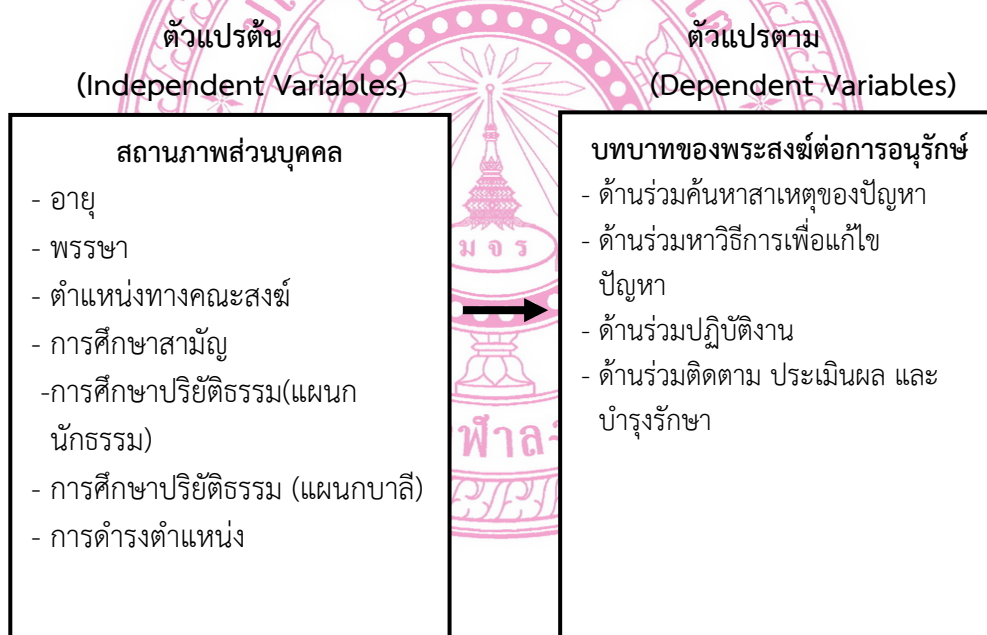 ตัวแปรต้น
(Independent Variables)
สถานภาพส่วนบุคคล
- อายุ
- พรรษา
- ตำแหน่งทางคณะสงฆ์
- การศึกษาสามัญ
-การศึกษาปริยัติธรรม(แผนก
นักธรรม)
- การศึกษาปริยัติธรรม (แผนกบาลี)
- การดำรงตำแหน่ง
ตัวแปรตาม
(Dependent Variables)
บทบาทของพระสงฆ์ต่อการอนุรักษ์
- ด้านร่วมค้นหาสาเหตุของปัญหา
- ด้านร่วมหาวิธีการเพื่อแก้ไข
ปัญหา
- ด้านร่วมปฏิบัติงาน
- ด้านร่วมติดตาม ประเมินผล และ
บำรุงรักษา
ม จ ร